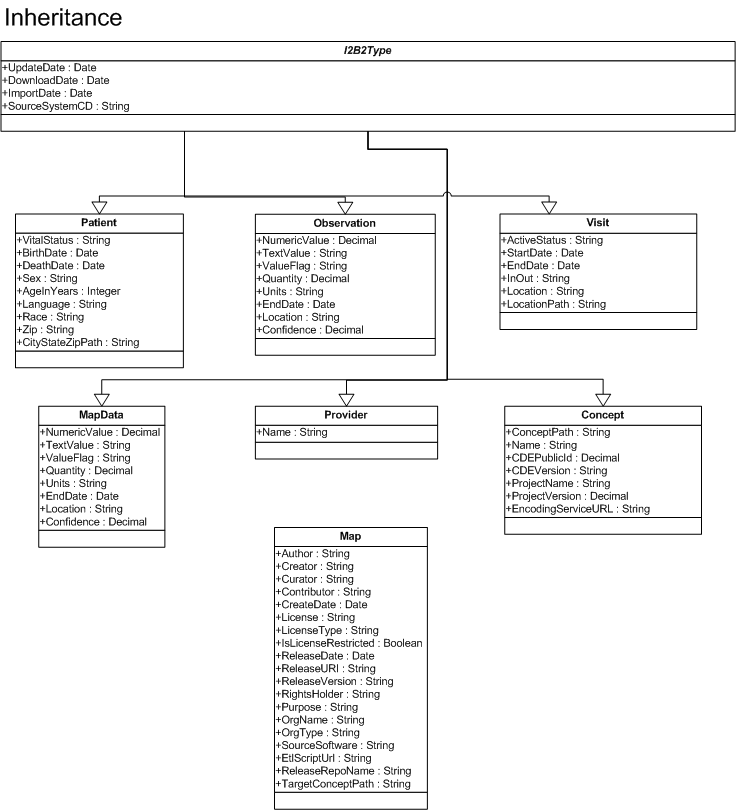 Inheritance
I2B2Type
+UpdateDate : Date
+DownloadDate : Date
+ImportDate : Date
+SourceSystemCD : String
Patient
+VitalStatus : String
+BirthDate : Date
+DeathDate : Date
+Sex : String
+AgeInYears : Integer
+Language : String
+Race : String
+Zip : String
+CityStateZipPath : String
Observation
+NumericValue : Decimal
+TextValue : String
+ValueFlag : String
+Quantity : Decimal
+Units : String
+EndDate : Date
+Location : String
+Confidence : Decimal
Visit
+ActiveStatus : String
+StartDate : Date
+EndDate : Date
+InOut : String
+Location : String
+LocationPath : String
MapData
+NumericValue : Decimal
+TextValue : String
+ValueFlag : String
+Quantity : Decimal
+Units : String
+EndDate : Date
+Location : String
+Confidence : Decimal
Provider
+Name : String
Concept
+ConceptPath : String
+Name : String
+CDEPublicId : Decimal
+CDEVersion : String
+ProjectName : String
+ProjectVersion : Decimal
+EncodingServiceURL : String
Map
+Author : String
+Creator : String
+Curator : String
+Contributor : String
+CreateDate : Date
+License : String
+LicenseType : String
+IsLicenseRestricted : Boolean
+ReleaseDate : Date
+ReleaseURI : String
+ReleaseVersion : String
+RightsHolder : String
+Purpose : String
+OrgName : String
+OrgType : String
+SourceSoftware : String
+EtlScriptUrl : String
+ReleaseRepoName : String
+TargetConceptPath : String